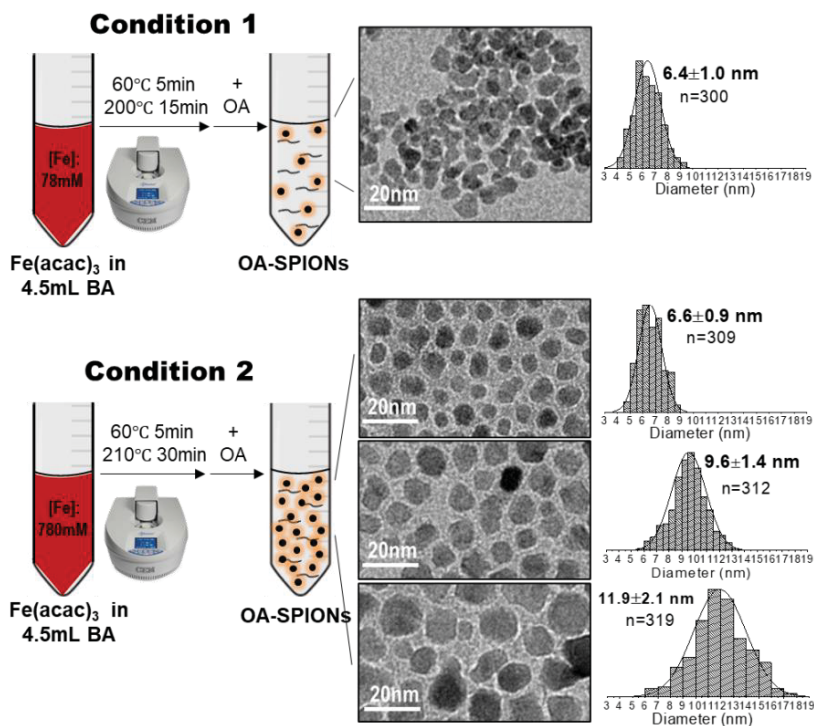 Condition 1
60°C 5min
200°C 15min
+
OA
[Fe]:
78mM
CEM
Fe(acac)₃ in
4.5mL BA
OA-SPIONs
20nm
6.4±1.0 nm
n=300
3 4 5 6 7 8 9 10111213141516171819
Diameter (nm)
Condition 2
60°C 5min
210°C 30min
+
OA
[Fe]:
780mM
CEM
Fe(acac)₃ in
4.5mL BA
OA-SPIONs
20nm
6.6±0.9 nm
n=309
3 4 5 6 7 8 9 10111213141516171819
Diameter (nm)
20nm
9.6±1.4 nm
n=312
3 4 5 6 7 8 9 10111213141516171819
Diameter (nm)
20nm
11.9±2.1 nm
n=319
3 4 5 6 7 8 9 10111213141516171819
Diameter (nm)